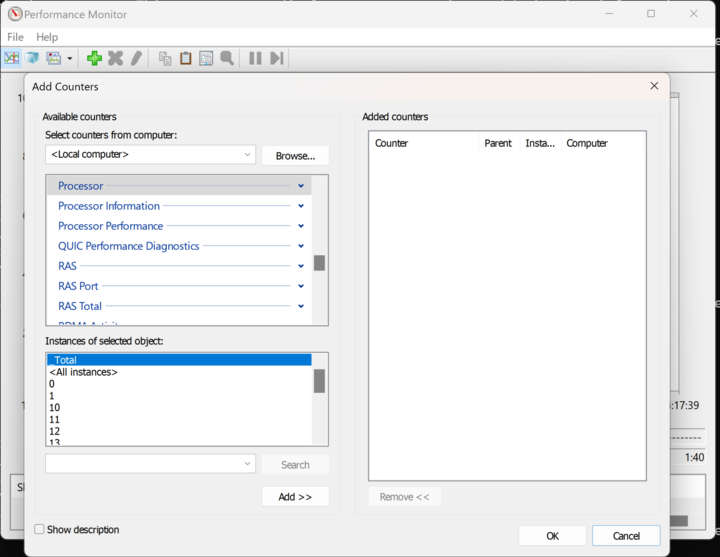 Performance Monitor
File Help
Add Counters
Available counters
Select counters from computer:
<Local computer>
Browse...
Processor
Processor Information
Processor Performance
QUIC Performance Diagnostics
RAS
RAS Port
RAS Total
Instances of selected object:
_Total
<All instances>
0
1
10
11
12
13
Search
Add >>
Show description
Added counters
Counter Parent Insta... Computer
Remove <<
OK Cancel
:17:39
1:40